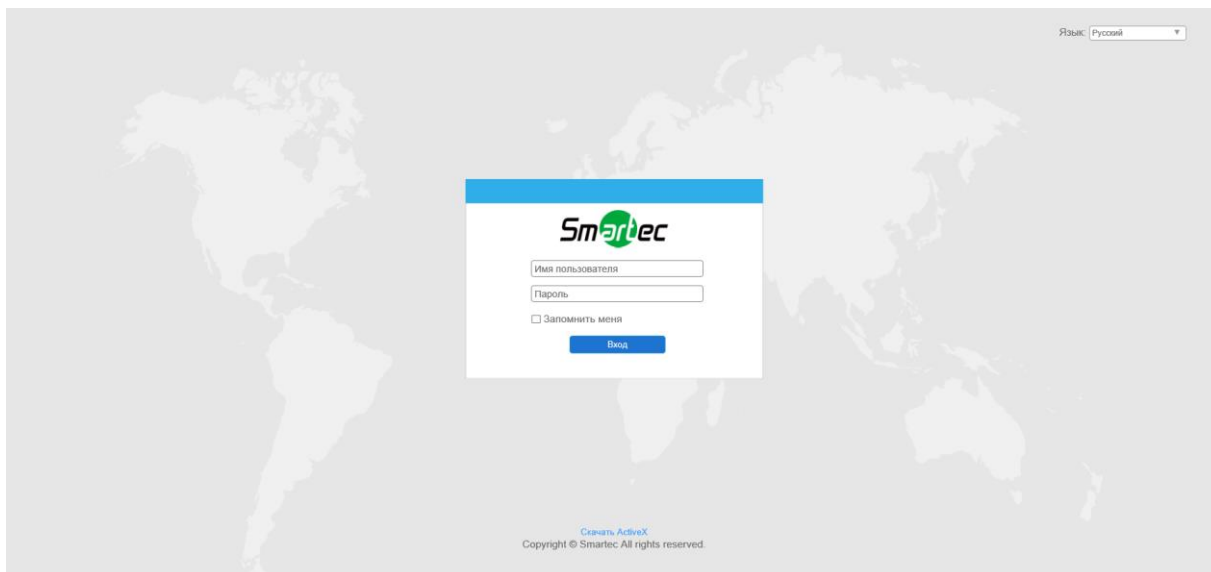 Язык: Русский
Smartec
Имя пользователя
Пароль
Запомнить меня
Вход
Скачать ActiveX
Copyright © Smartec All rights reserved.